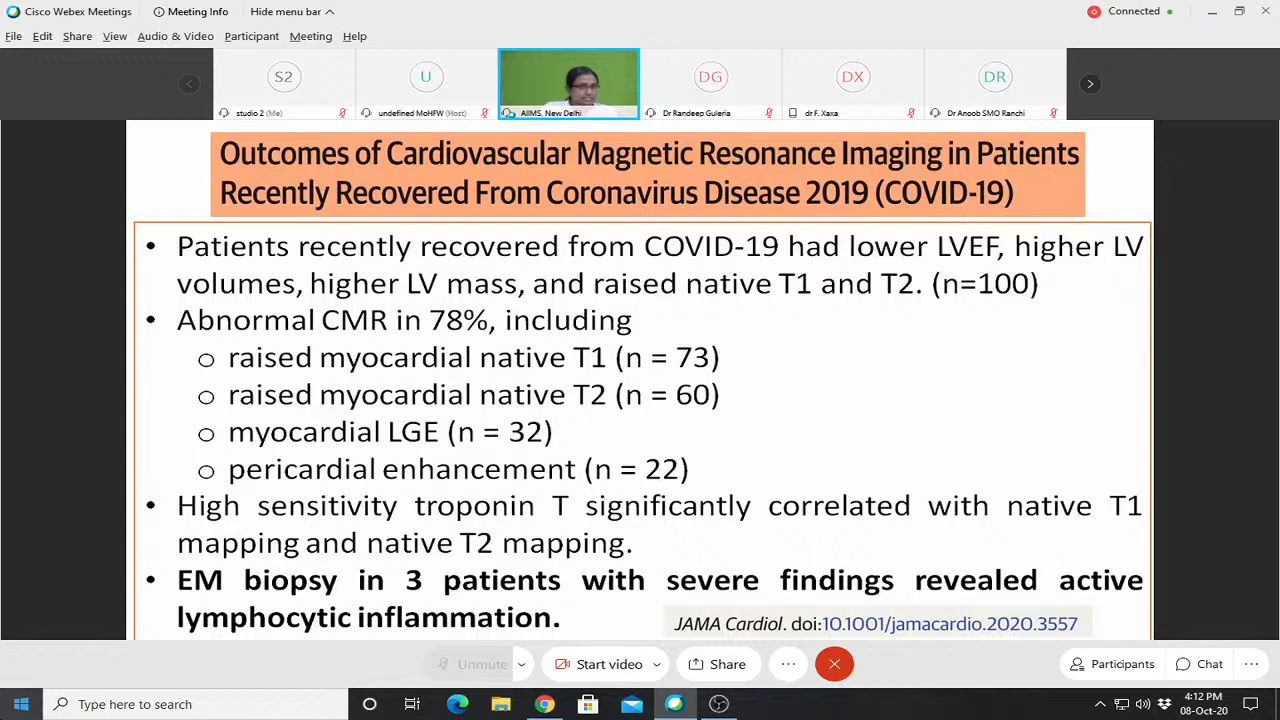 Cisco Webex Meetings
Meeting Info
Hide menu bar
Connected
File Edit Share View Audio & Video Participant Meeting Help
S2 U DG DX DR
studio 2 (Me) undefined MoHFW (Host) AIIMS, New Delhi Dr Randeep Guleria dr F. Xaxa Dr Anoob SMO Ranchi
Outcomes of Cardiovascular Magnetic Resonance Imaging in Patients
Recently Recovered From Coronavirus Disease 2019 (COVID-19)
• Patients recently recovered from COVID-19 had lower LVEF, higher LV
volumes, higher LV mass, and raised native T1 and T2. (n=100)
• Abnormal CMR in 78%, including
o raised myocardial native T1 (n = 73)
o raised myocardial native T2 (n = 60)
o myocardial LGE (n = 32)
o pericardial enhancement (n = 22)
• High sensitivity troponin T significantly correlated with native T1
mapping and native T2 mapping.
• EM biopsy in 3 patients with severe findings revealed active
lymphocytic inflammation.
JAMA Cardiol. doi:10.1001/jamacardio.2020.3557
Unmute Start video Share Participants Chat
Type here to search
4:12 PM
08-Oct-20